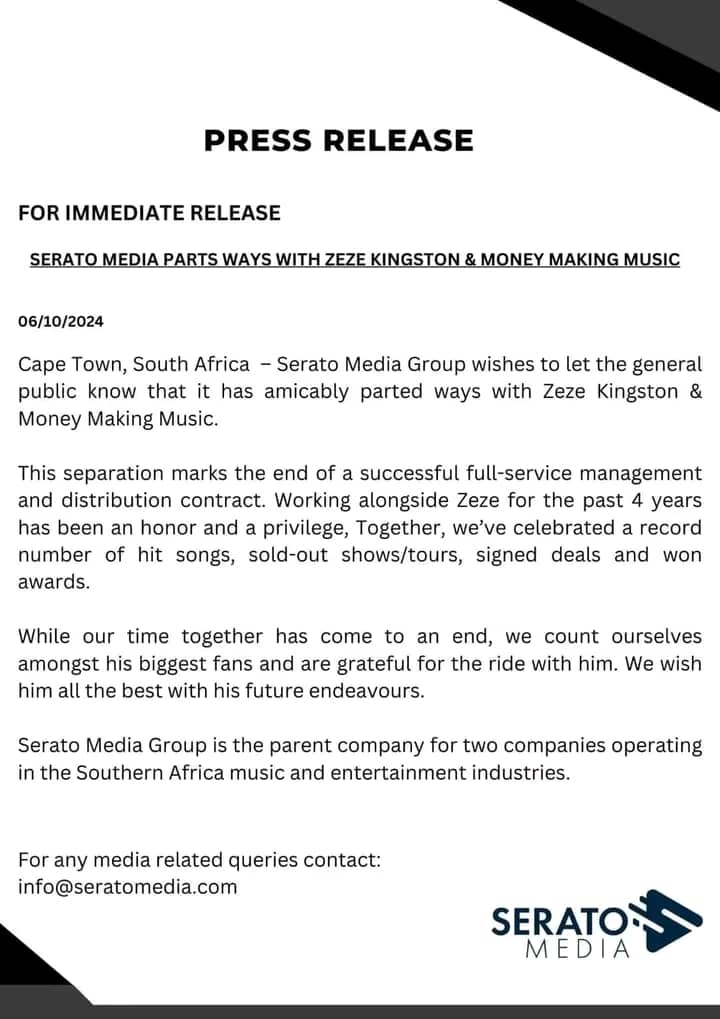 PRESS RELEASE
FOR IMMEDIATE RELEASE
SERATO MEDIA PARTS WAYS WITH ZEZE KINGSTON & MONEY MAKING MUSIC
06/10/2024
Cape Town, South Africa – Serato Media Group wishes to let the general
public know that it has amicably parted ways with Zeze Kingston &
Money Making Music.
This separation marks the end of a successful full-service management
and distribution contract. Working alongside Zeze for the past 4 years
has been an honor and a privilege, Together, we’ve celebrated a record
number of hit songs, sold-out shows/tours, signed deals and won
awards.
While our time together has come to an end, we count ourselves
amongst his biggest fans and are grateful for the ride with him. We wish
him all the best with his future endeavours.
Serato Media Group is the parent company for two companies operating
in the Southern Africa music and entertainment industries.
For any media related queries contact:
info@seratomedia.com
SERATO
MEDIA